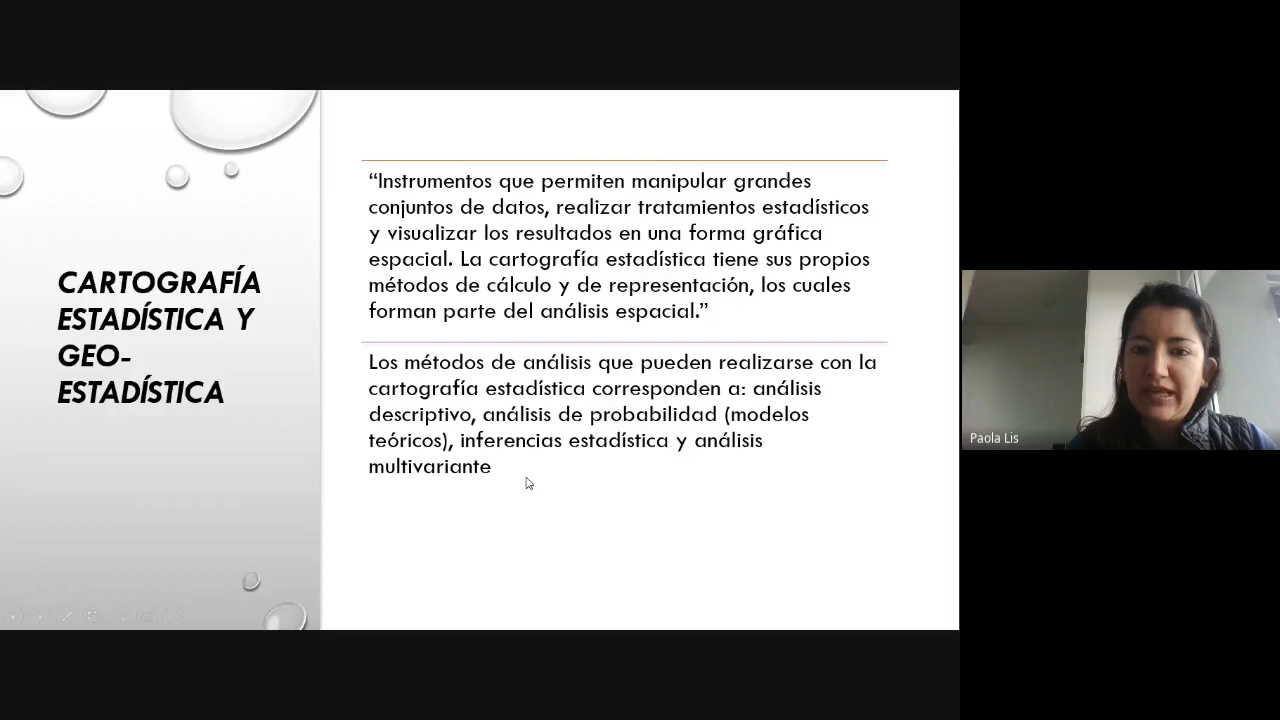 CARTOGRAFÍA
ESTADÍSTICA Y
GEO-
ESTADÍSTICA
“Instrumentos que permiten manipular grandes
conjuntos de datos, realizar tratamientos estadísticos
y visualizar los resultados en una forma gráfica
espacial. La cartografía estadística tiene sus propios
métodos de cálculo y de representación, los cuales
forman parte del análisis espacial.”
Los métodos de análisis que pueden realizarse con la
cartografía estadística corresponden a: análisis
descriptivo, análisis de probabilidad (modelos
teóricos), inferencias estadística y análisis
multivariante
Paola Lis